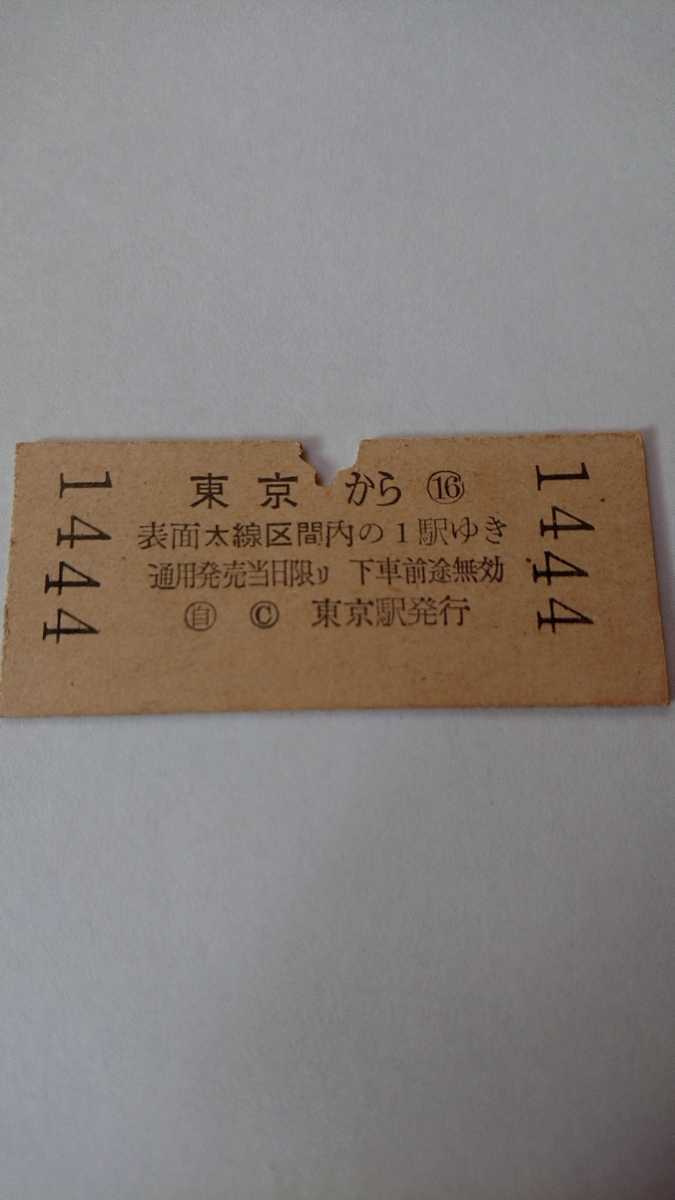 東京 から ⑯
表面太線区間内の1駅ゆき
通用発売当日限り 下車前途無効
㊐ Ⓒ 東京駅発行
1444
1444